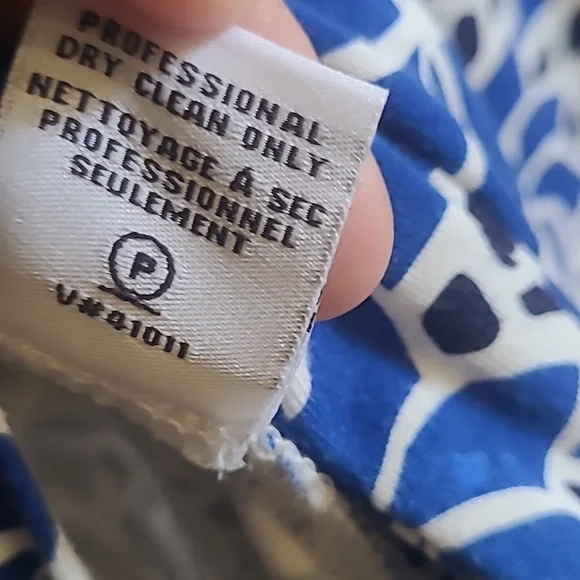 PROFESSIONAL
DRY CLEAN ONLY
NETTOYAGE À SEC
PROFESSIONNEL
SEULEMENT
P
V#41011